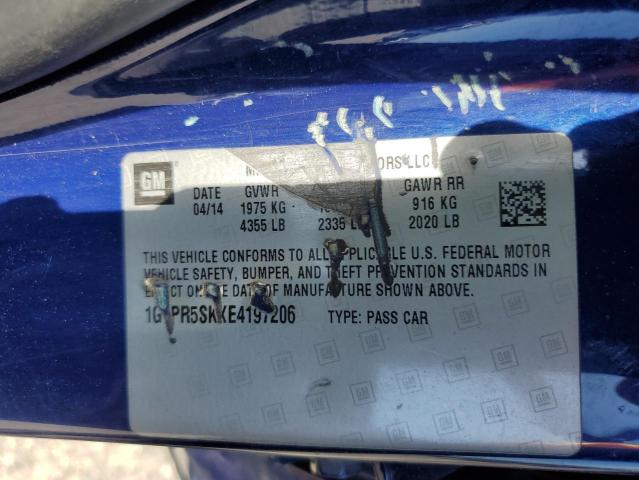 GM
ORS LLC
DATE GVWR GAWR RR
04/14 1975 KG 916 KG
4355 LB 2335 LB 2020 LB
THIS VEHICLE CONFORMS TO ALL APPLICABLE U.S. FEDERAL MOTOR
VEHICLE SAFETY, BUMPER, AND THEFT PREVENTION STANDARDS IN
EFFECT ON THE DATE OF MANUFACTURE SHOWN ABOVE.
PR5SK E4197206 TYPE: PASS CAR